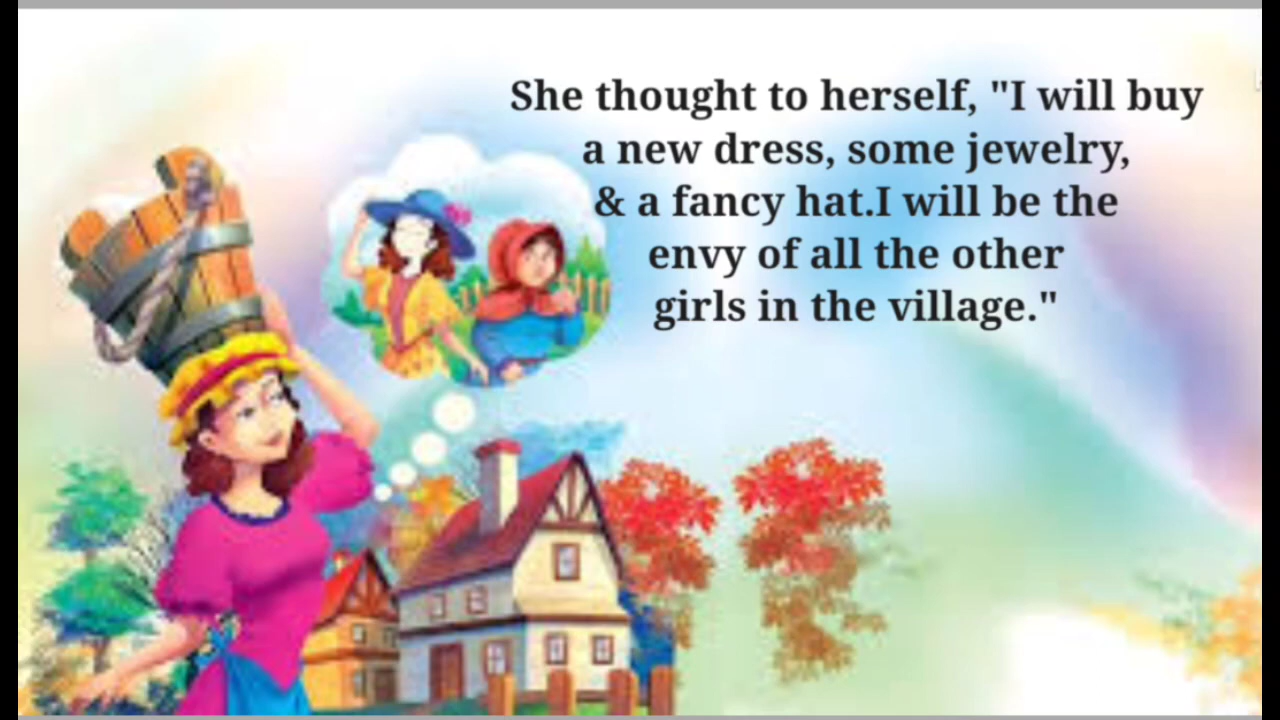 She thought to herself, "I will buy
a new dress, some jewelry,
& a fancy hat.I will be the
envy of all the other
girls in the village."